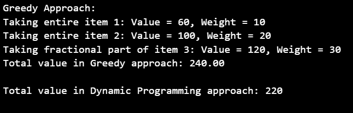 Greedy Approach:
Taking entire item 1: Value = 60, Weight = 10
Taking entire item 2: Value = 100, Weight = 20
Taking fractional part of item 3: Value = 120, Weight = 30
Total value in Greedy approach: 240.00
Total value in Dynamic Programming approach: 220